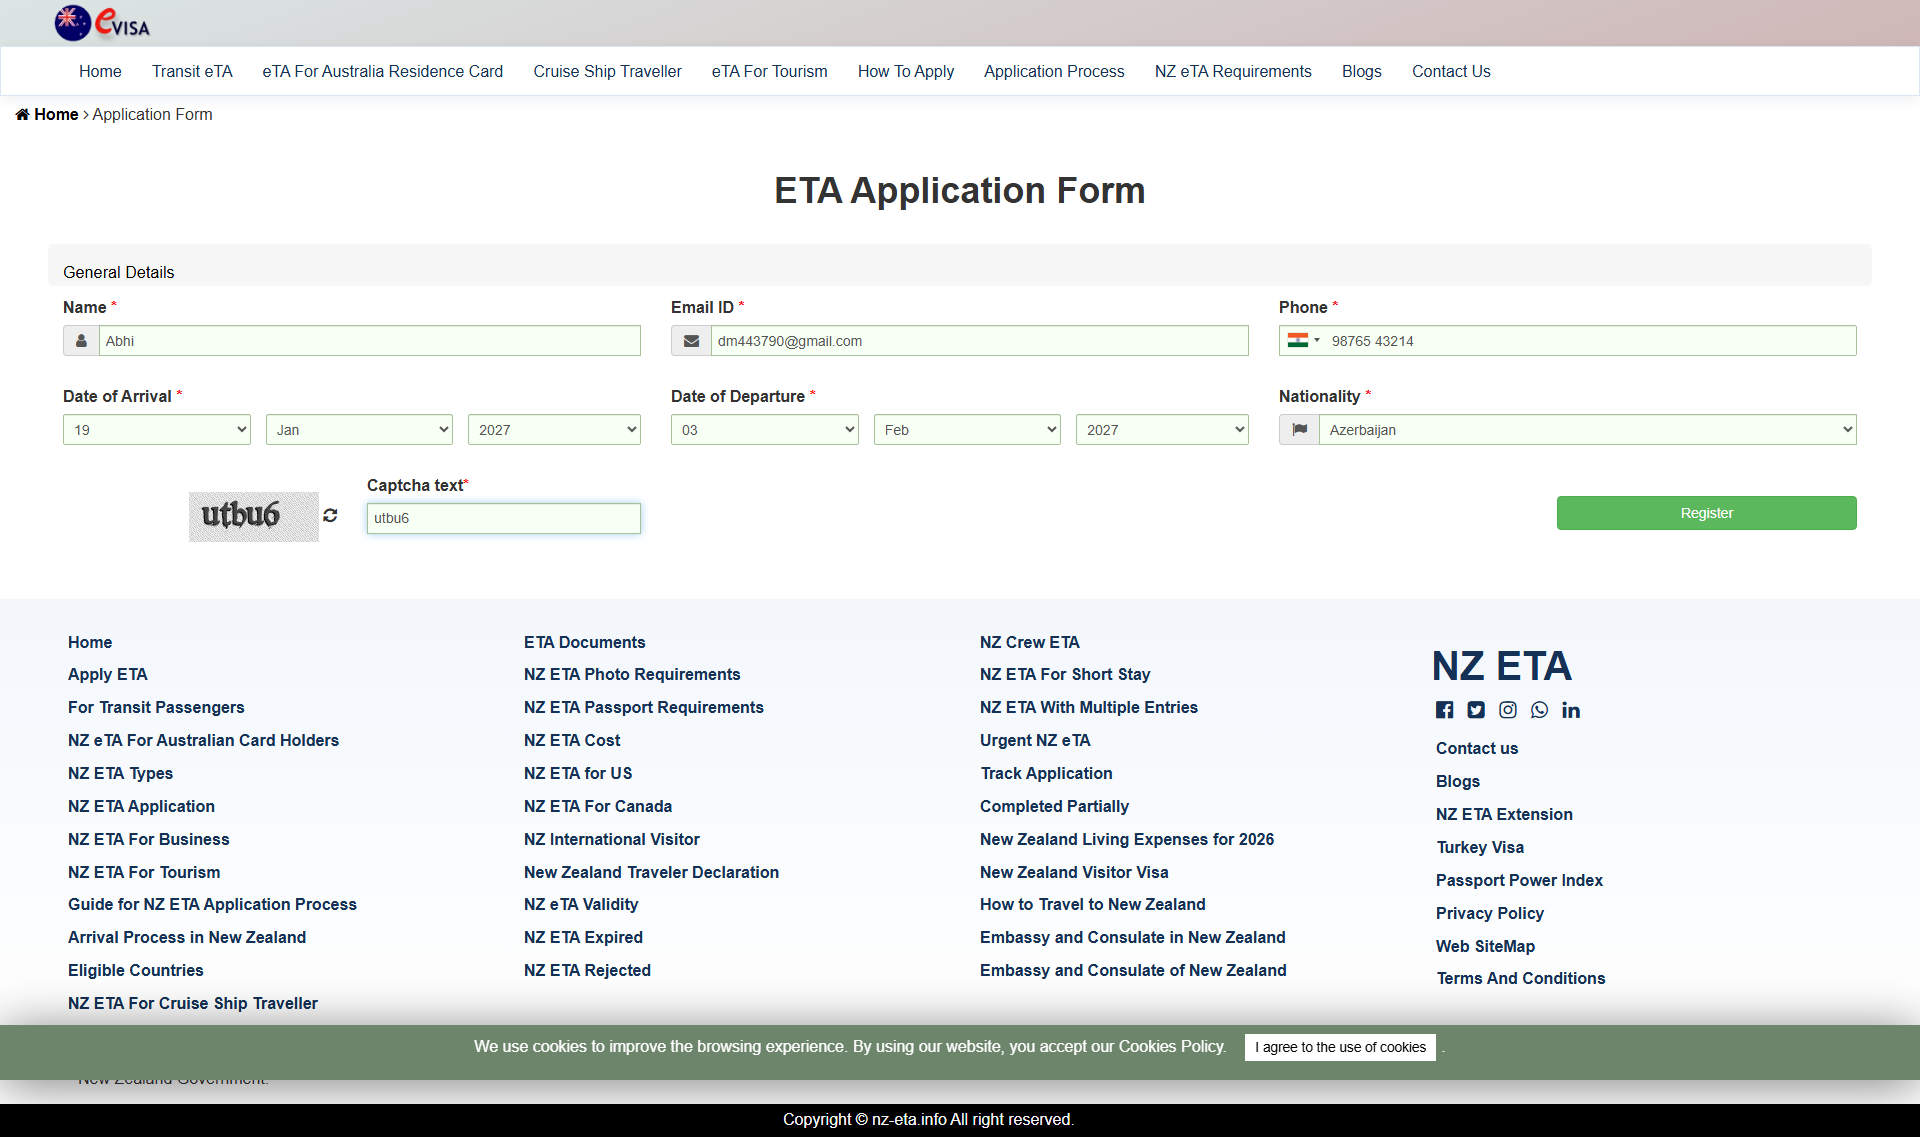 eVISA
Home Transit eTA eTA For Australia Residence Card Cruise Ship Traveller eTA For Tourism How To Apply Application Process NZ eTA Requirements Blogs Contact Us
Home > Application Form
ETA Application Form
General Details
Name * Email ID * Phone *
Abhi dm443790@gmail.com 98765 43214
Date of Arrival * Date of Departure * Nationality *
19 Jan 2027 03 Feb 2027 Azerbaijan
Captcha text*
utbu6 utbu6 Register
Home
Apply ETA
For Transit Passengers
NZ eTA For Australian Card Holders
NZ ETA Types
NZ ETA Application
NZ ETA For Business
NZ ETA For Tourism
Guide for NZ ETA Application Process
Arrival Process in New Zealand
Eligible Countries
NZ ETA For Cruise Ship Traveller
ETA Documents
NZ ETA Photo Requirements
NZ ETA Passport Requirements
NZ ETA Cost
NZ ETA for US
NZ ETA For Canada
NZ International Visitor
New Zealand Traveler Declaration
NZ eTA Validity
NZ ETA Expired
NZ ETA Rejected
NZ Crew ETA
NZ ETA For Short Stay
NZ ETA With Multiple Entries
Urgent NZ eTA
Track Application
Completed Partially
New Zealand Living Expenses for 2026
New Zealand Visitor Visa
How to Travel to New Zealand
Embassy and Consulate in New Zealand
Embassy and Consulate of New Zealand
NZ ETA
Contact us
Blogs
NZ ETA Extension
Turkey Visa
Passport Power Index
Privacy Policy
Web SiteMap
Terms And Conditions
We use cookies to improve the browsing experience. By using our website, you accept our Cookies Policy. I agree to the use of cookies .
New Zealand Government.
Copyright © nz-eta.info All right reserved.